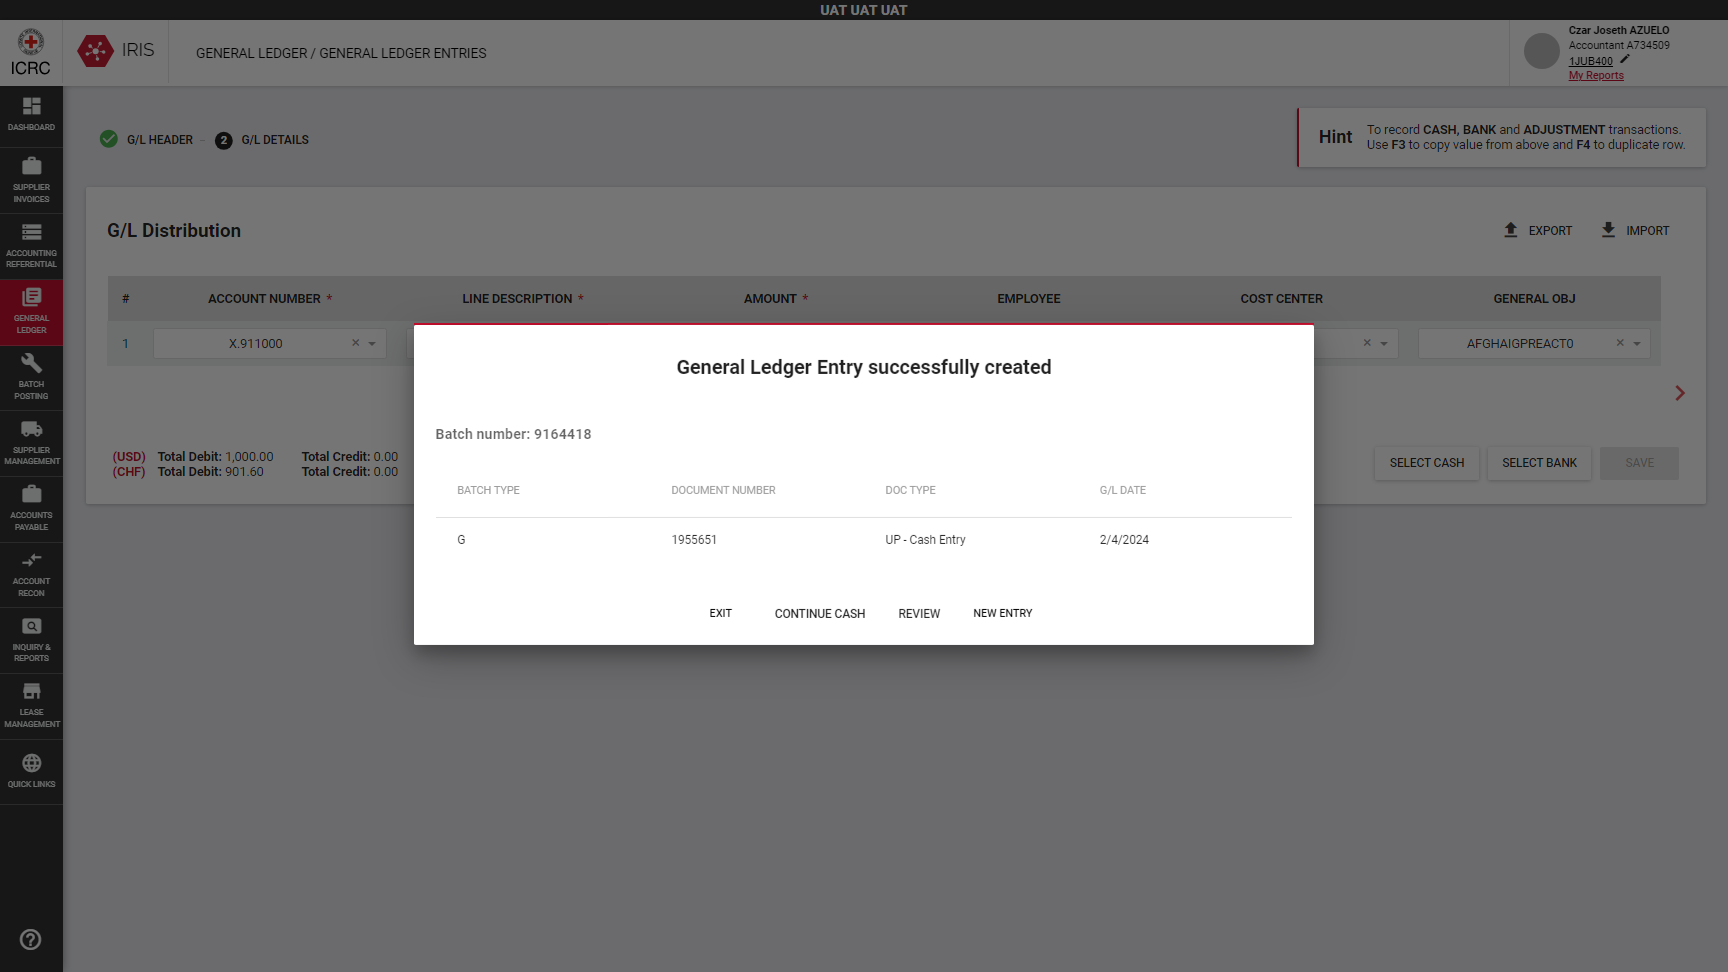 UAT UAT UAT
ICRC
IRIS
GENERAL LEDGER / GENERAL LEDGER ENTRIES
Czar Joseth AZUELO
Accountant A734509
1JUB400
My Reports
DASHBOARD
SUPPLIER
INVOICES
ACCOUNTING
REFERENTIAL
GENERAL
LEDGER
BATCH
POSTING
SUPPLIER
MANAGEMENT
ACCOUNTS
PAYABLE
ACCOUNT
RECON
INQUIRY &
REPORTS
LEASE
MANAGEMENT
QUICK LINKS
G/L HEADER
2 G/L DETAILS
Hint
To record CASH, BANK and ADJUSTMENT transactions.
Use F3 to copy value from above and F4 to duplicate row.
G/L Distribution
EXPORT IMPORT
# ACCOUNT NUMBER * LINE DESCRIPTION * AMOUNT * EMPLOYEE COST CENTER GENERAL OBJ
1 X.911000 AFGHAIGPREACT0
(USD) Total Debit: 1,000.00 Total Credit: 0.00
(CHF) Total Debit: 901.60 Total Credit: 0.00
SELECT CASH SELECT BANK SAVE
General Ledger Entry successfully created
Batch number: 9164418
BATCH TYPE DOCUMENT NUMBER DOC TYPE G/L DATE
G 1955651 UP - Cash Entry 2/4/2024
EXIT CONTINUE CASH REVIEW NEW ENTRY